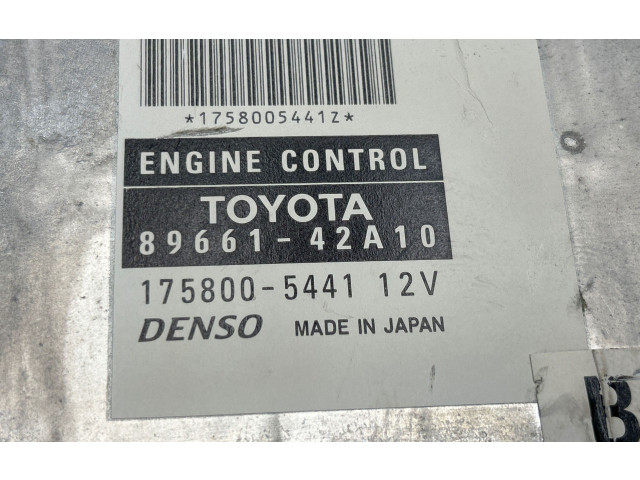 *1758005441Z*
ENGINE CONTROL
TOYOTA
89661-42A10
175800-5441 12V
DENSO MADE IN JAPAN
B